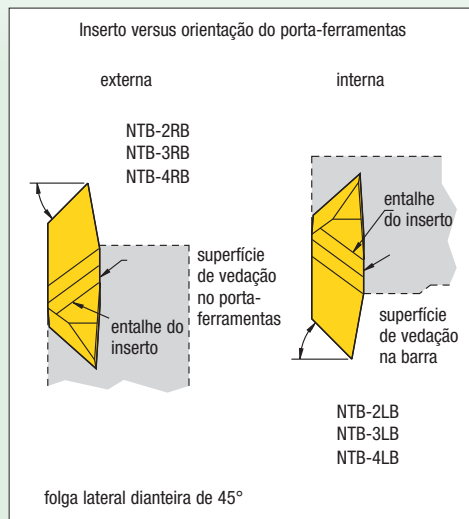 Inserto versus orientação do porta-ferramentas
externa
NTB-2RB
NTB-3RB
NTB-4RB
superfície
de vedação
no porta-
ferramentas
entalhe do
inserto
interna
entalhe
do inserto
superfície
de vedação
na barra
NTB-2LB
NTB-3LB
NTB-4LB
folga lateral dianteira de 45°